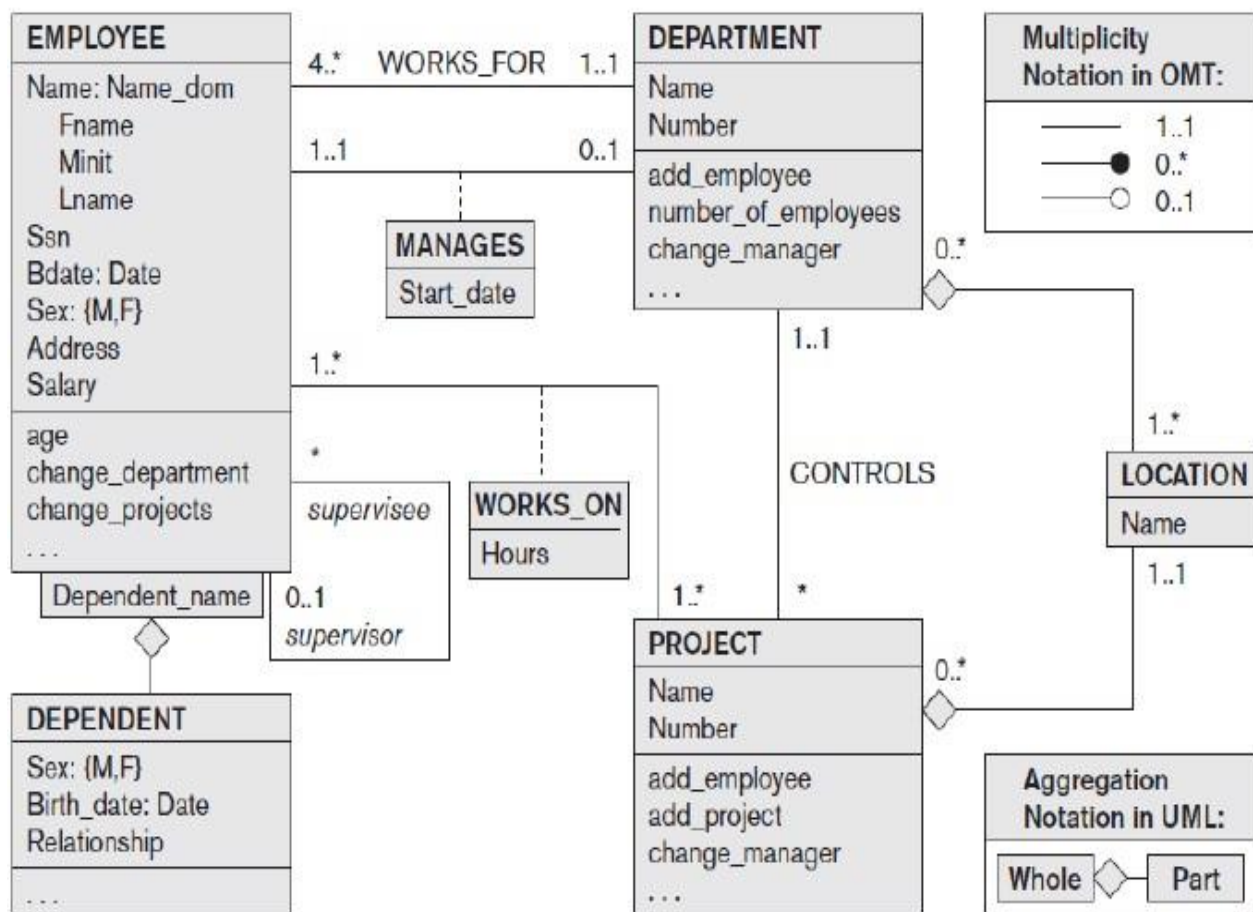 EMPLOYEE
Name: Name_dom
Fname
Minit
Lname
Ssn
Bdate: Date
Sex: {M,F}
Address
Salary
age
change_department
change_projects
. . .
Dependent_name
DEPENDENT
Sex: {M,F}
Birth_date: Date
Relationship
. . .
4..* WORKS_FOR 1..1
1..1 0..1
MANAGES
Start_date
1..*
*
supervisee
0..1
supervisor
WORKS_ON
Hours
1..*
DEPARTMENT
Name
Number
add_employee
number_of_employees
change_manager
. . .
0..*
1..1
CONTROLS
*
PROJECT
Name
Number
add_employee
add_project
change_manager
. . .
0..*
1..*
LOCATION
Name
1..1
Multiplicity
Notation in OMT:
1..1
0..*
0..1
Aggregation
Notation in UML:
Whole Part